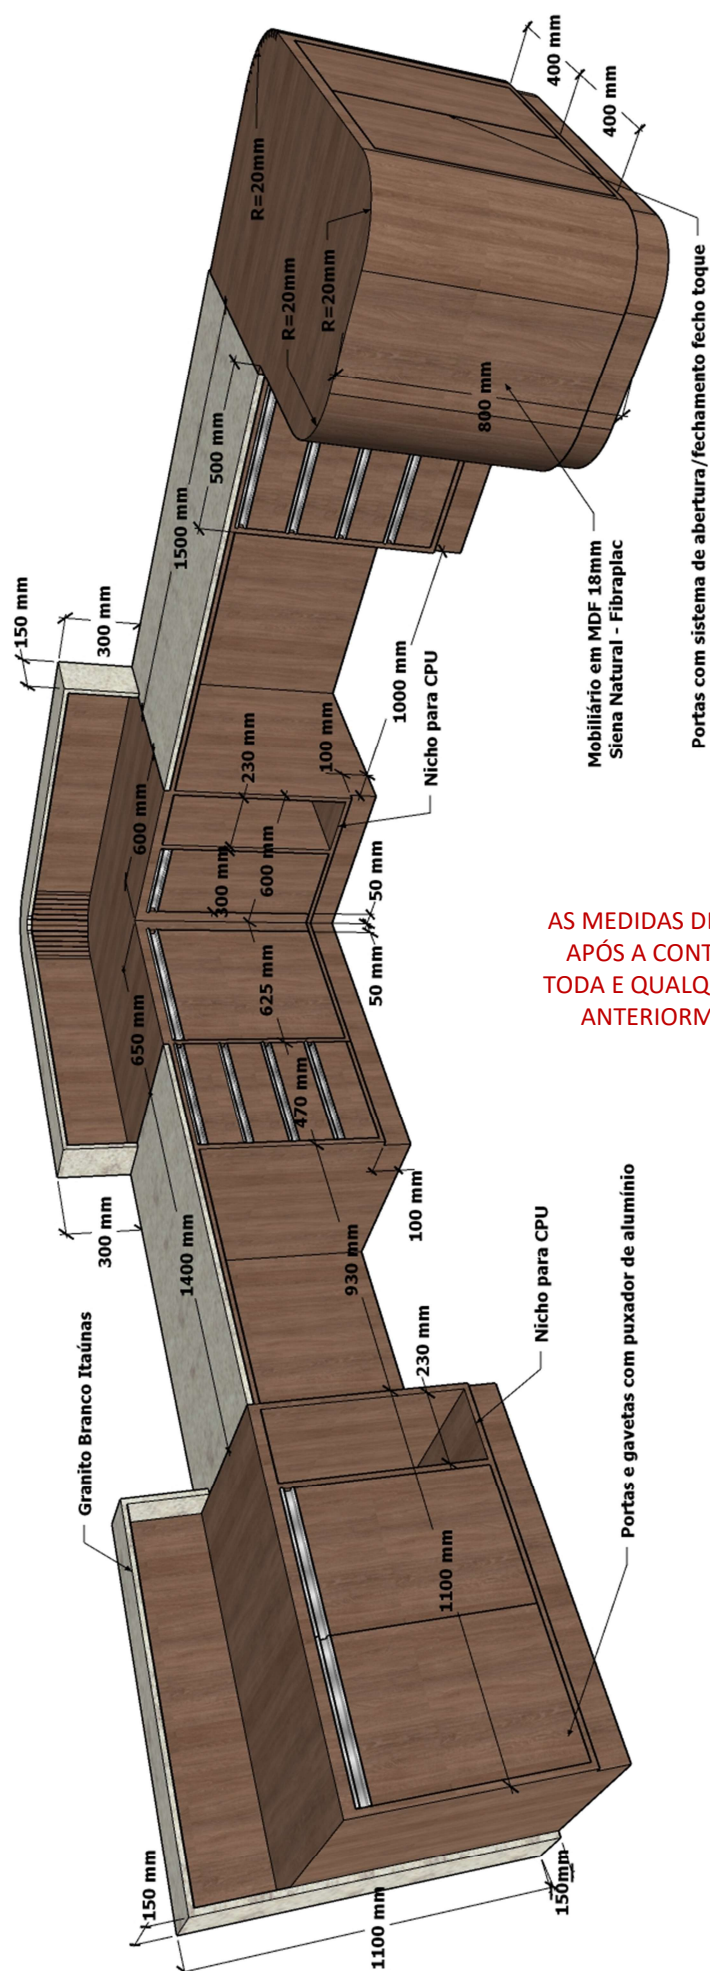 150 mm
1100 mm
150mm
Granito Branco Itaúnas
300 mm
1400 mm
650 mm
600 mm
150 mm
300 mm
1500 mm
500 mm
R=20mm
R=20mm
R=20mm
400 mm
400 mm
800 mm
1100 mm
230 mm
930 mm
100 mm
470 mm
625 mm
50 mm
50 mm
300 mm
600 mm
230 mm
100 mm
1000 mm
Nicho para CPU
Nicho para CPU
Portas e gavetas com puxador de alumínio
Mobiliário em MDF 18mm
Siena Natural - Fibraplac
Portas com sistema de abertura/fechamento fecho toque
AS MEDIDAS DE
APÓS A CONT
TODA E QUALQ
ANTERIORM